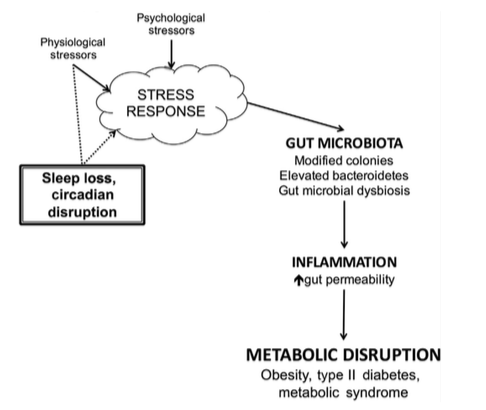 Psychological
stressors
Physiological
stressors
STRESS
RESPONSE
Sleep loss,
circadian
disruption
GUT MICROBIOTA
Modified colonies
Elevated bacteroidetes
Gut microbial dysbiosis
INFLAMMATION
↑gut permeability
METABOLIC DISRUPTION
Obesity, type II diabetes,
metabolic syndrome